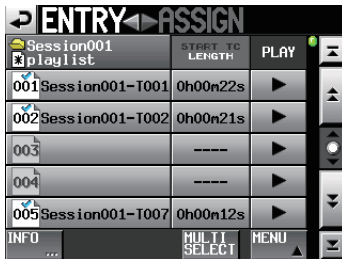 ENTRY ASSIGN
Session001 START TC PLAY
playlist LENGTH
001 Session001-T001 0h00m22s
002 Session001-T002 0h00m21s
003 ----
004 ----
005 Session001-T007 0h00m12s
INFO ... MULTI SELECT MENU